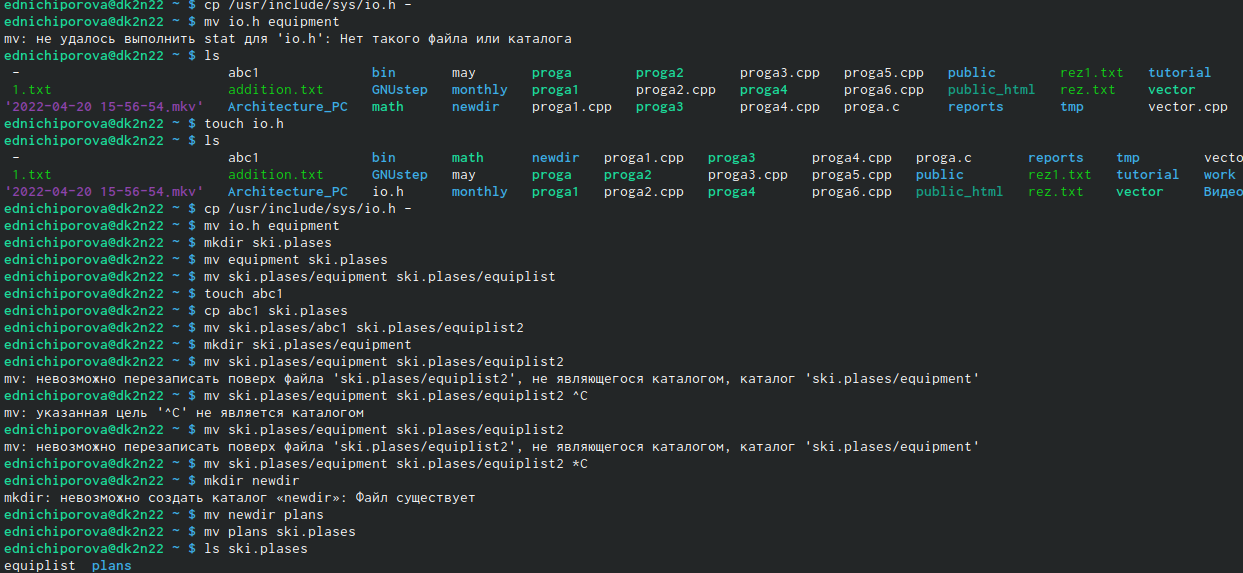 ednichiporova@dk2n22 ~ $ cp /usr/include/sys/io.h -
ednichiporova@dk2n22 ~ $ mv io.h equipment
mv: не удалось выполнить stat для 'io.h': Нет такого файла или каталога
ednichiporova@dk2n22 ~ $ ls
- abc1 bin may proga proga2 proga3.cpp proga5.cpp public rez1.txt tutorial
1.txt addition.txt GNUstep monthly proga1 proga2.cpp proga4 proga6.cpp public_html rez.txt vector
'2022-04-20 15-56-54.mkv' Architecture_PC math newdir proga1.cpp proga3 proga4.cpp proga.c reports tmp vector.cpp
ednichiporova@dk2n22 ~ $ touch io.h
ednichiporova@dk2n22 ~ $ ls
- abc1 bin math newdir proga1.cpp proga3 proga4.cpp proga.c reports tmp vecto
1.txt addition.txt GNUstep may proga proga2 proga3.cpp proga5.cpp public rez1.txt tutorial work
'2022-04-20 15-56-54.mkv' Architecture_PC io.h monthly proga1 proga2.cpp proga4 proga6.cpp public_html rez.txt vector Видео
ednichiporova@dk2n22 ~ $ cp /usr/include/sys/io.h -
ednichiporova@dk2n22 ~ $ mv io.h equipment
ednichiporova@dk2n22 ~ $ mkdir ski.plases
ednichiporova@dk2n22 ~ $ mv equipment ski.plases
ednichiporova@dk2n22 ~ $ mv ski.plases/equipment ski.plases/equiplist
ednichiporova@dk2n22 ~ $ touch abc1
ednichiporova@dk2n22 ~ $ cp abc1 ski.plases
ednichiporova@dk2n22 ~ $ mv ski.plases/abc1 ski.plases/equiplist2
ednichiporova@dk2n22 ~ $ mkdir ski.plases/equipment
ednichiporova@dk2n22 ~ $ mv ski.plases/equipment ski.plases/equiplist2
mv: невозможно перезаписать поверх файла 'ski.plases/equiplist2', не являющегося каталогом, каталог 'ski.plases/equipment'
ednichiporova@dk2n22 ~ $ mv ski.plases/equipment ski.plases/equiplist2 ^C
mv: указанная цель '^C' не является каталогом
ednichiporova@dk2n22 ~ $ mv ski.plases/equipment ski.plases/equiplist2
mv: невозможно перезаписать поверх файла 'ski.plases/equiplist2', не являющегося каталогом, каталог 'ski.plases/equipment'
ednichiporova@dk2n22 ~ $ mv ski.plases/equipment ski.plases/equiplist2 *C
ednichiporova@dk2n22 ~ $ mkdir newdir
mkdir: невозможно создать каталог «newdir»: Файл существует
ednichiporova@dk2n22 ~ $ mv newdir plans
ednichiporova@dk2n22 ~ $ mv plans ski.plases
ednichiporova@dk2n22 ~ $ ls ski.plases
equiplist plans